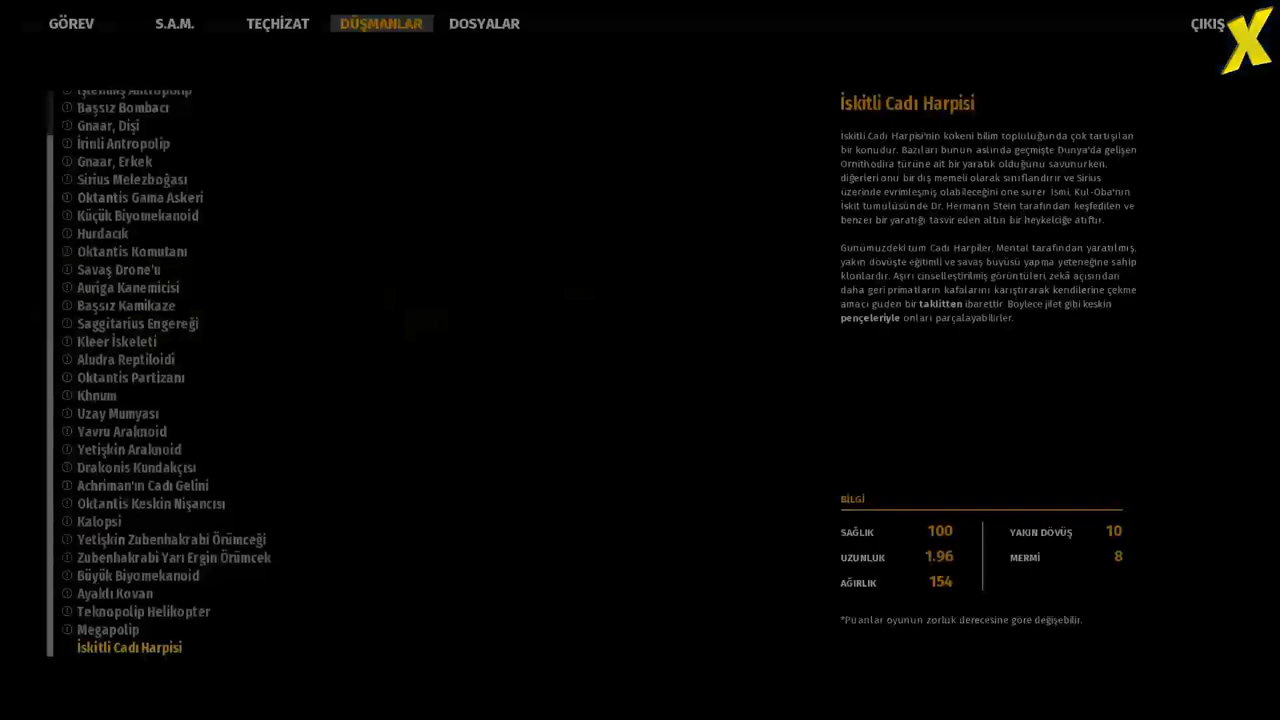 GÖREV S.A.M. TEÇHİZAT DÜŞMANLAR DOSYALAR ÇIKIŞ X
İşlenmiş Antropolip
Başsız Bombacı
Gnaar, Dişi
İrinli Antropolip
Gnaar, Erkek
Sirius Melezboğası
Oktantis Gama Askeri
Küçük Biyomekanoid
Hurdacık
Oktantis Komutanı
Savaş Drone'u
Auriga Kanemicisi
Başsız Kamikaze
Saggitarius Engereği
Kleer İskeleti
Aludra Reptiloidi
Oktantis Partizanı
Khnum
Uzay Mumyası
Yavru Araknoid
Yetişkin Araknoid
Drakonis Kundakçısı
Achriman'ın Cadı Gelini
Oktantis Keskin Nişancısı
Kalopsi
Yetişkin Zubenhakrabi Örümceği
Zubenhakrabi Yarı Ergin Örümcek
Büyük Biyomekanoid
Ayaklı Kovan
Teknopolip Helikopter
Megapolip
İskitli Cadı Harpisi
İskitli Cadı Harpisi
İskitli Cadı Harpisi'nin kökeni bilim topluluğunda çok tartışılan
bir konudur. Bazıları bunun aslında geçmişte Dünya'da gelişen
Ornithodira türüne ait bir yaratık olduğunu savunurken,
diğerleri onu bir dış memeli olarak sınıflandırır ve Sirius
üzerinde evrimleşmiş olabileceğini öne sürer. İsmi, Kul-Oba'nın
İskit tümülüsünde Dr. Hermann Stein tarafından keşfedilen ve
benzer bir yaratığı tasvir eden altın bir heykelciğe atıftır.
Günümüzdeki tüm Cadı Harpiler, Mental tarafından yaratılmış,
yakın dövüşte eğitimli ve savaş büyüsü yapma yeteneğine sahip
klonlardır. Aşırı cinselleştirilmiş görüntüleri, zekâ açısından
daha geri primatların kafalarını karıştırarak kendilerine çekme
amacı güden bir taklitten ibarettir. Böylece jilet gibi keskin
pençeleriyle onları parçalayabilirler.
BİLGİ
SAĞLIK 100 YAKIN DÖVÜŞ 10
UZUNLUK 1.96 MERMİ 8
AĞIRLIK 154
*Puanlar oyunun zorluk derecesine göre değişebilir.